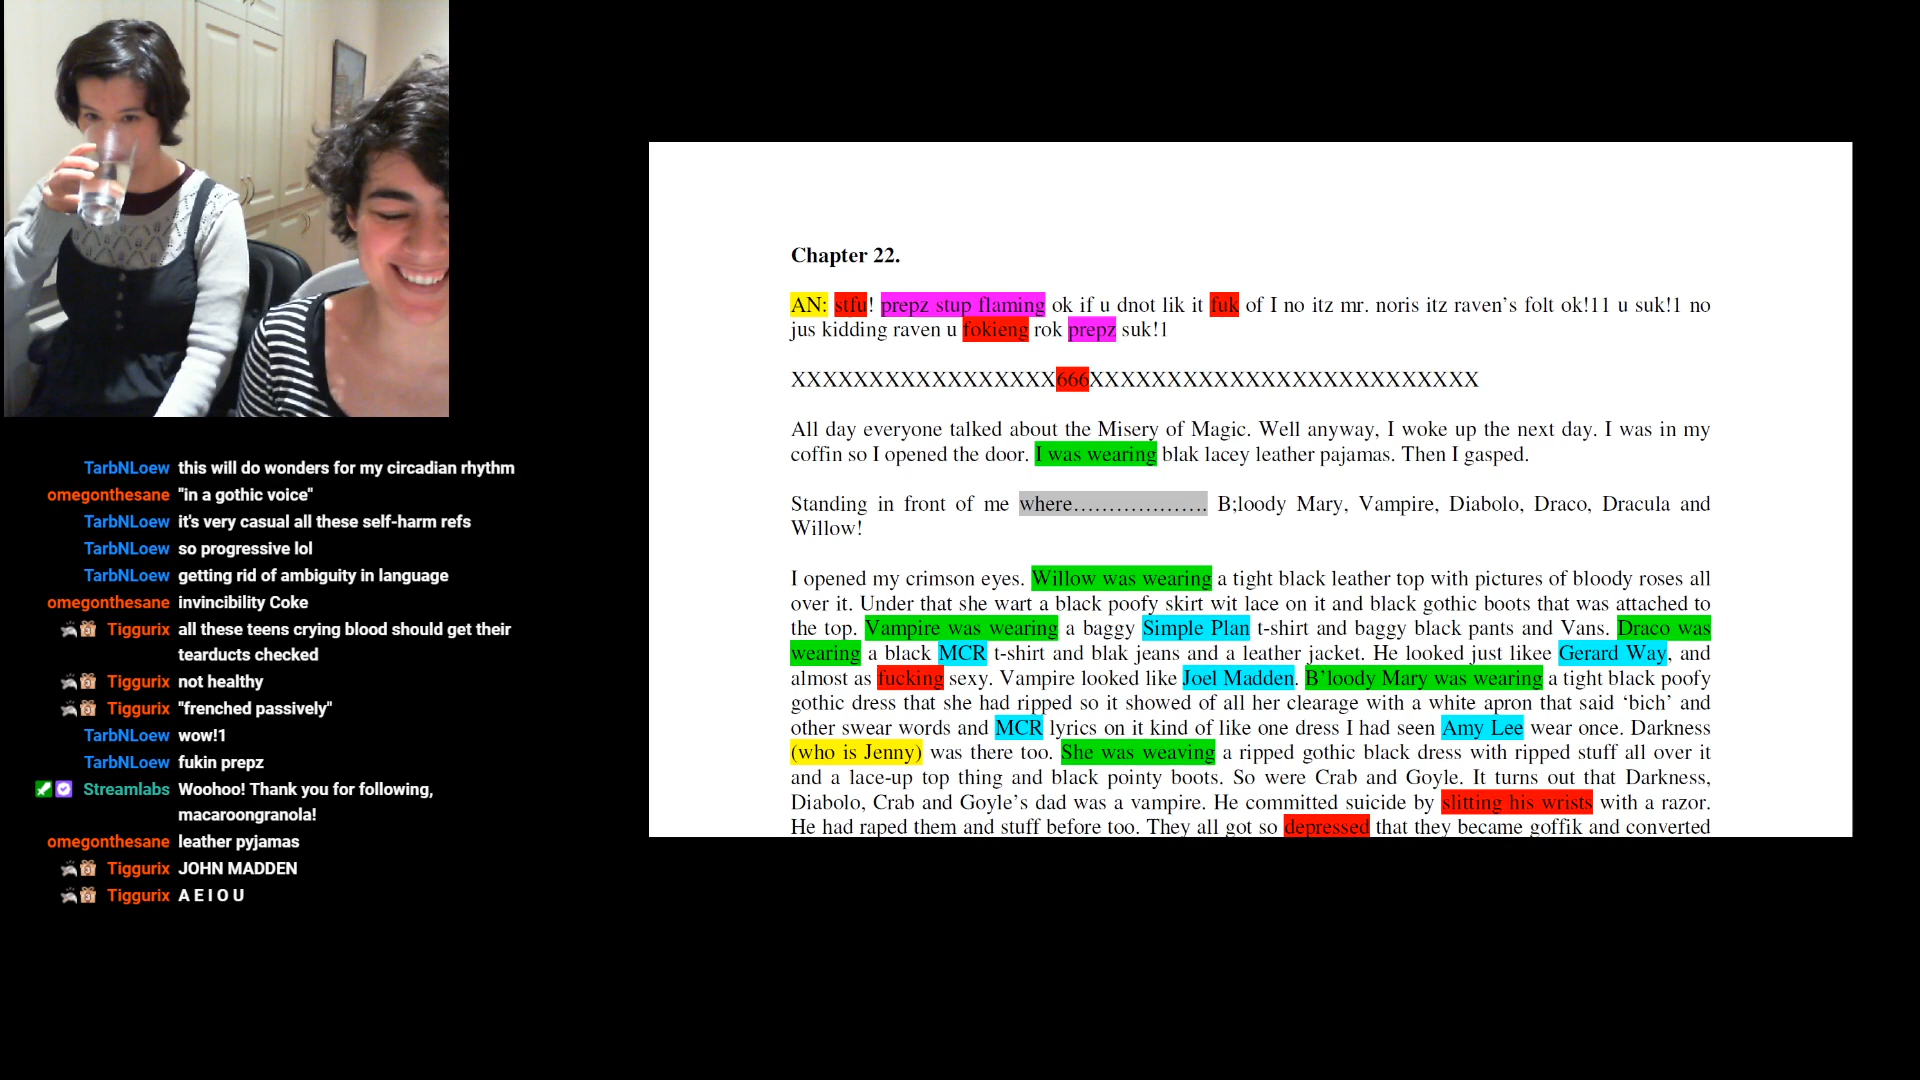 TarbNLoew this will do wonders for my circadian rhythm
omegonthesane "in a gothic voice"
TarbNLoew it's very casual all these self-harm refs
TarbNLoew so progressive lol
TarbNLoew getting rid of ambiguity in language
omegonthesane invincibility Coke
Tiggurix all these teens crying blood should get their
tearducts checked
Tiggurix not healthy
Tiggurix "frenched passively"
TarbNLoew wow!1
TarbNLoew fukin prepz
Streamlabs Woohoo! Thank you for following,
macaroongranola!
omegonthesane leather pyjamas
Tiggurix JOHN MADDEN
Tiggurix A E I O U
Chapter 22.
AN: stfu! prepz stup flaming ok if u dnot lik it fuk of I no itz mr. noris itz raven's folt ok!11 u suk!1 no
jus kidding raven u fokieng rok prepz suk!1
XXXXXXXXXXXXXXXXX666XXXXXXXXXXXXXXXXXXXXXXXXX
All day everyone talked about the Misery of Magic. Well anyway, I woke up the next day. I was in my
coffin so I opened the door. I was wearing blak lacey leather pajamas. Then I gasped.
Standing in front of me where………………. B;loody Mary, Vampire, Diabolo, Draco, Dracula and
Willow!
I opened my crimson eyes. Willow was wearing a tight black leather top with pictures of bloody roses all
over it. Under that she wart a black poofy skirt wit lace on it and black gothic boots that was attached to
the top. Vampire was wearing a baggy Simple Plan t-shirt and baggy black pants and Vans. Draco was
wearing a black MCR t-shirt and blak jeans and a leather jacket. He looked just likee Gerard Way, and
almost as fucking sexy. Vampire looked like Joel Madden. B'loody Mary was wearing a tight black poofy
gothic dress that she had ripped so it showed of all her clearage with a white apron that said 'bich' and
other swear words and MCR lyrics on it kind of like one dress I had seen Amy Lee wear once. Darkness
(who is Jenny) was there too. She was weaving a ripped gothic black dress with ripped stuff all over it
and a lace-up top thing and black pointy boots. So were Crab and Goyle. It turns out that Darkness,
Diabolo, Crab and Goyle's dad was a vampire. He committed suicide by slitting his wrists with a razor.
He had raped them and stuff before too. They all got so depressed that they became goffik and converted